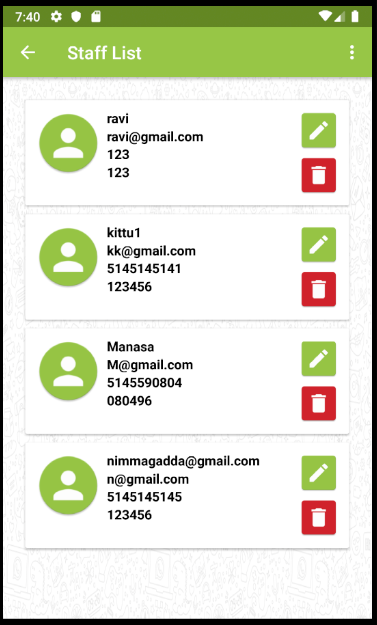 7:40
Staff List
ravi
ravi@gmail.com
123
123
kittu1
kk@gmail.com
5145145141
123456
Manasa
M@gmail.com
5145590804
080496
nimmagadda@gmail.com
n@gmail.com
5145145145
123456